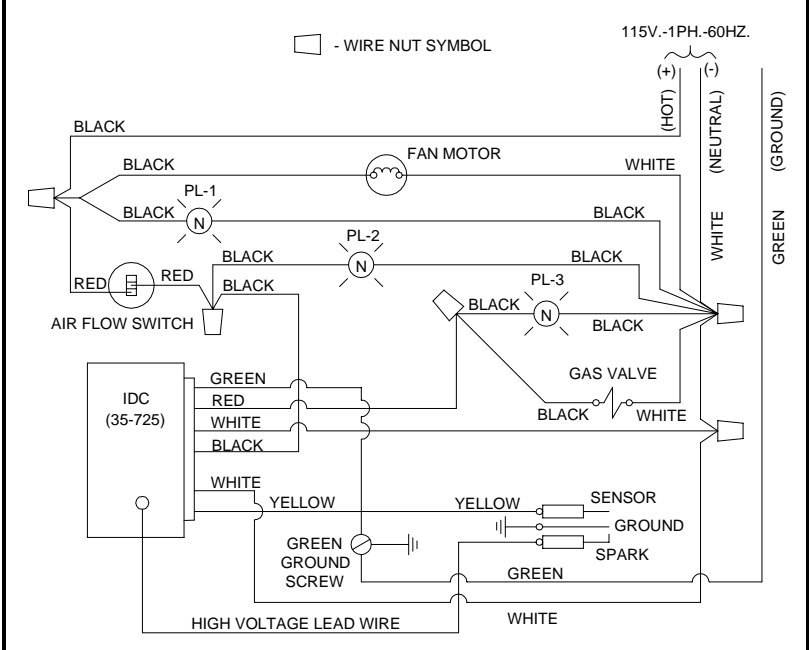 115V.-1PH.-60HZ.
- WIRE NUT SYMBOL
(+) (-)
(HOT)
(NEUTRAL)
(GROUND)
BLACK
FAN MOTOR
BLACK
WHITE
PL-1
BLACK
N
BLACK
WHITE
GREEN
PL-2
BLACK
N
BLACK
RED
RED
BLACK
PL-3
BLACK
N
BLACK
AIR FLOW SWITCH
GAS VALVE
BLACK
WHITE
IDC
(35-725)
GREEN
RED
WHITE
BLACK
WHITE
YELLOW
YELLOW
SENSOR
GROUND
SPARK
GREEN
GROUND
SCREW
GREEN
WHITE
HIGH VOLTAGE LEAD WIRE